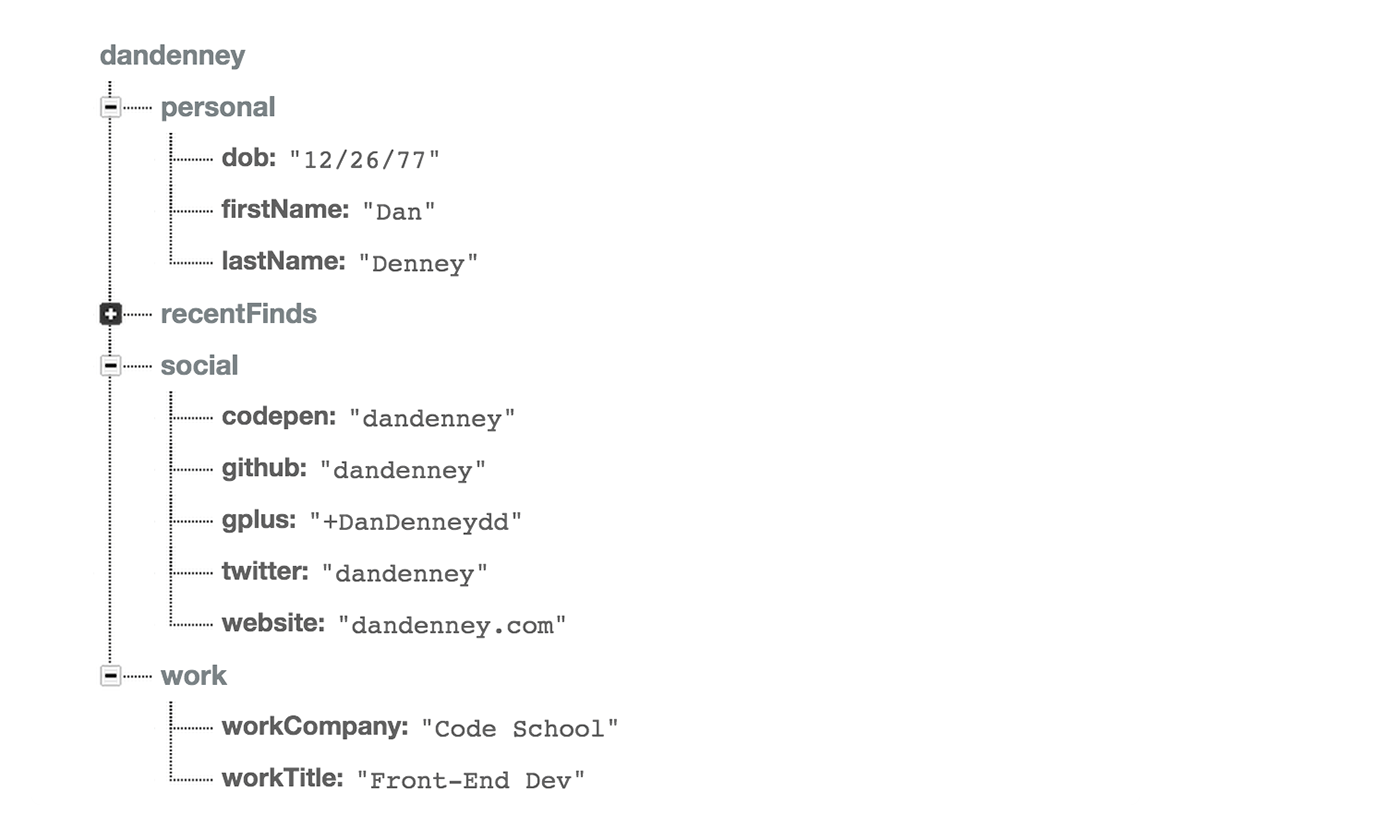 dandenney
personal
dob: "12/26/77"
firstName: "Dan"
lastName: "Denney"
recentFinds
social
codepen: "dandenney"
github: "dandenney"
gplus: "+DanDenneydd"
twitter: "dandenney"
website: "dandenney.com"
work
workCompany: "Code School"
workTitle: "Front-End Dev"